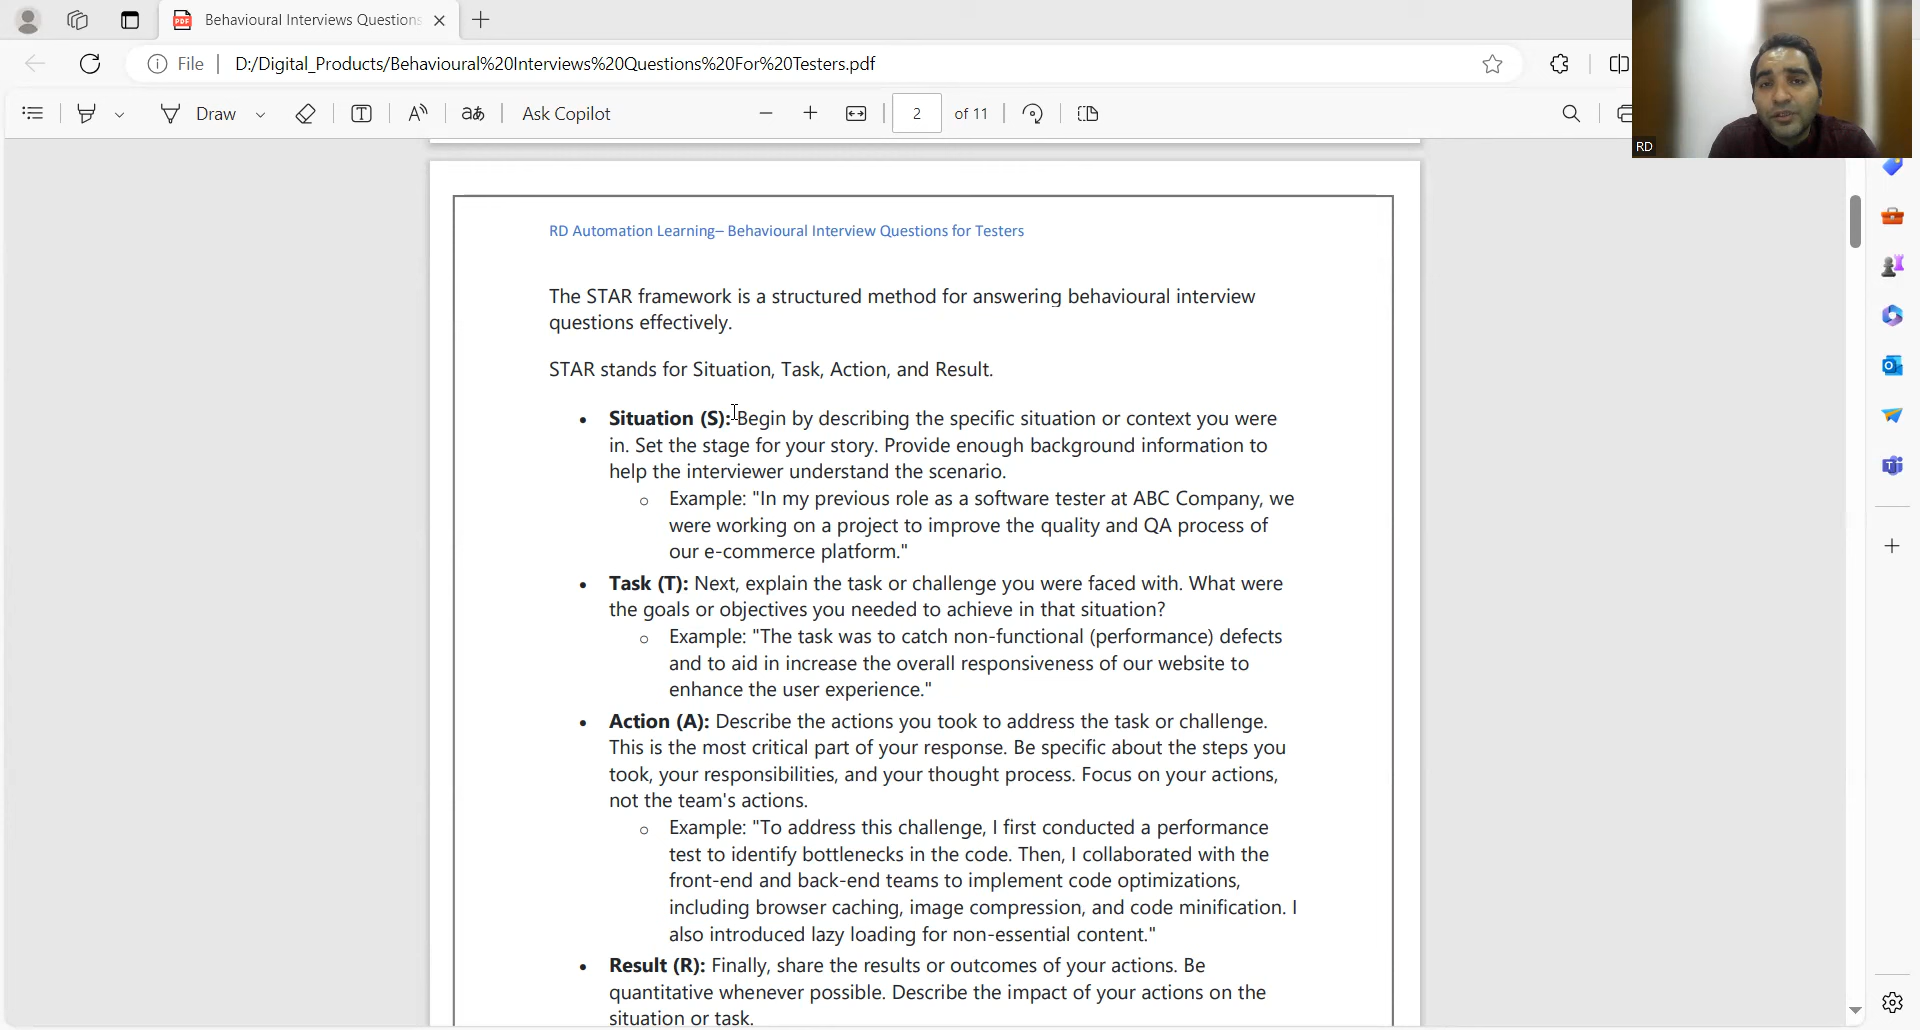 Behavioural Interviews Questions
File
D:/Digital_Products/Behavioural%20Interviews%20Questions%20For%20Testers.pdf
Draw
Ask Copilot
2
of 11
RD
RD Automation Learning– Behavioural Interview Questions for Testers
The STAR framework is a structured method for answering behavioural interview
questions effectively.
STAR stands for Situation, Task, Action, and Result.
• Situation (S): Begin by describing the specific situation or context you were
in. Set the stage for your story. Provide enough background information to
help the interviewer understand the scenario.
o Example: "In my previous role as a software tester at ABC Company, we
were working on a project to improve the quality and QA process of
our e-commerce platform."
• Task (T): Next, explain the task or challenge you were faced with. What were
the goals or objectives you needed to achieve in that situation?
o Example: "The task was to catch non-functional (performance) defects
and to aid in increase the overall responsiveness of our website to
enhance the user experience."
• Action (A): Describe the actions you took to address the task or challenge.
This is the most critical part of your response. Be specific about the steps you
took, your responsibilities, and your thought process. Focus on your actions,
not the team's actions.
o Example: "To address this challenge, I first conducted a performance
test to identify bottlenecks in the code. Then, I collaborated with the
front-end and back-end teams to implement code optimizations,
including browser caching, image compression, and code minification. I
also introduced lazy loading for non-essential content."
• Result (R): Finally, share the results or outcomes of your actions. Be
quantitative whenever possible. Describe the impact of your actions on the
situation or task.